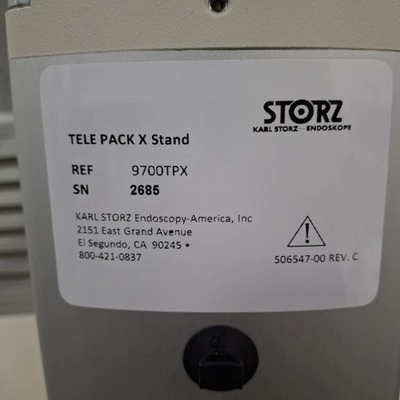 STORZ
KARL STORZ—ENDOSKOPE
TELE PACK X Stand
REF 9700TPX
SN 2685
KARL STORZ Endoscopy-America, Inc
2151 East Grand Avenue
El Segundo, CA 90245 •
800-421-0837
506547-00 REV. C